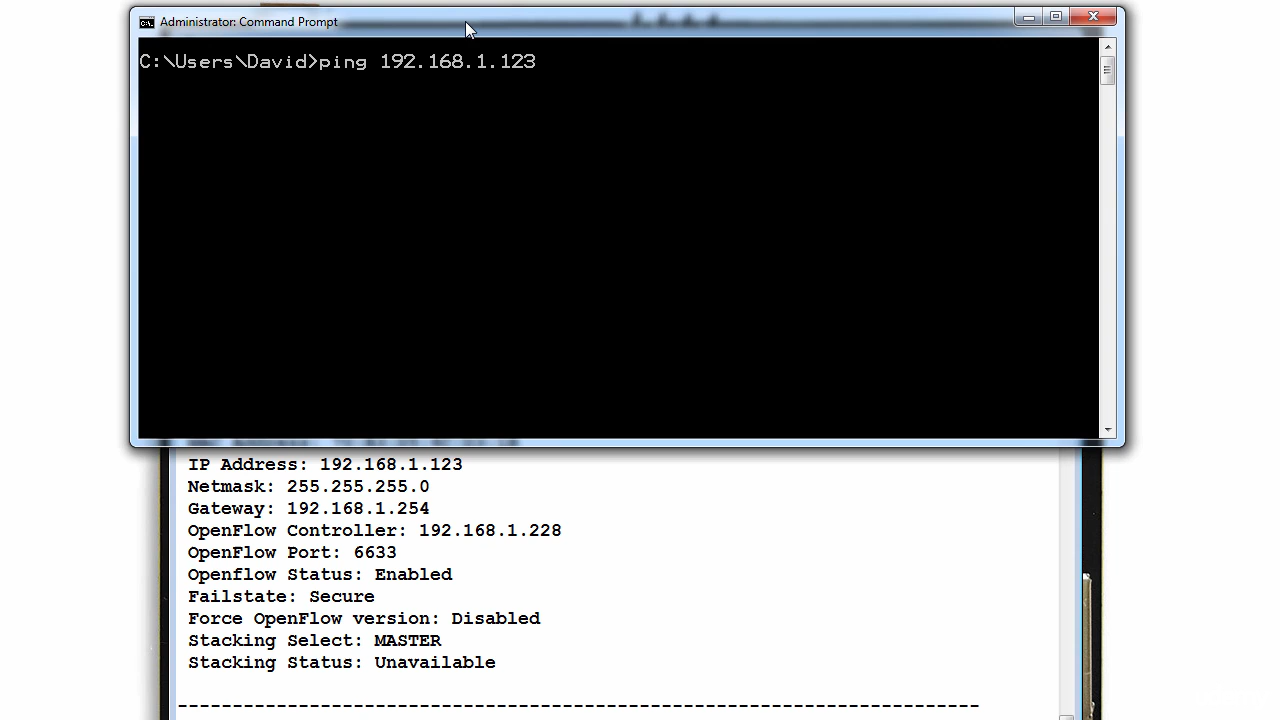 Administrator: Command Prompt
C:\Users\David>ping 192.168.1.123
IP Address: 192.168.1.123
Netmask: 255.255.255.0
Gateway: 192.168.1.254
OpenFlow Controller: 192.168.1.228
OpenFlow Port: 6633
Openflow Status: Enabled
Failstate: Secure
Force OpenFlow version: Disabled
Stacking Select: MASTER
Stacking Status: Unavailable
--------------------------------------------------------------------------